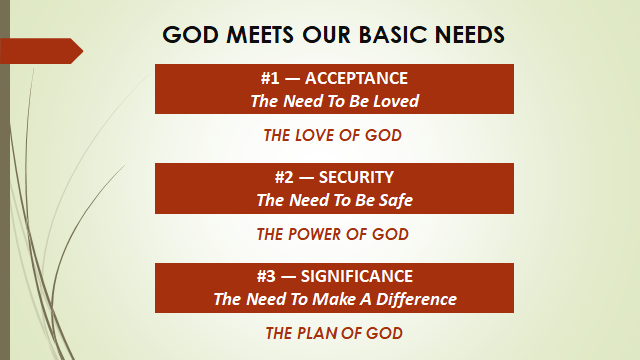 GOD MEETS OUR BASIC NEEDS
#1 — ACCEPTANCE
The Need To Be Loved
THE LOVE OF GOD
#2 — SECURITY
The Need To Be Safe
THE POWER OF GOD
#3 — SIGNIFICANCE
The Need To Make A Difference
THE PLAN OF GOD